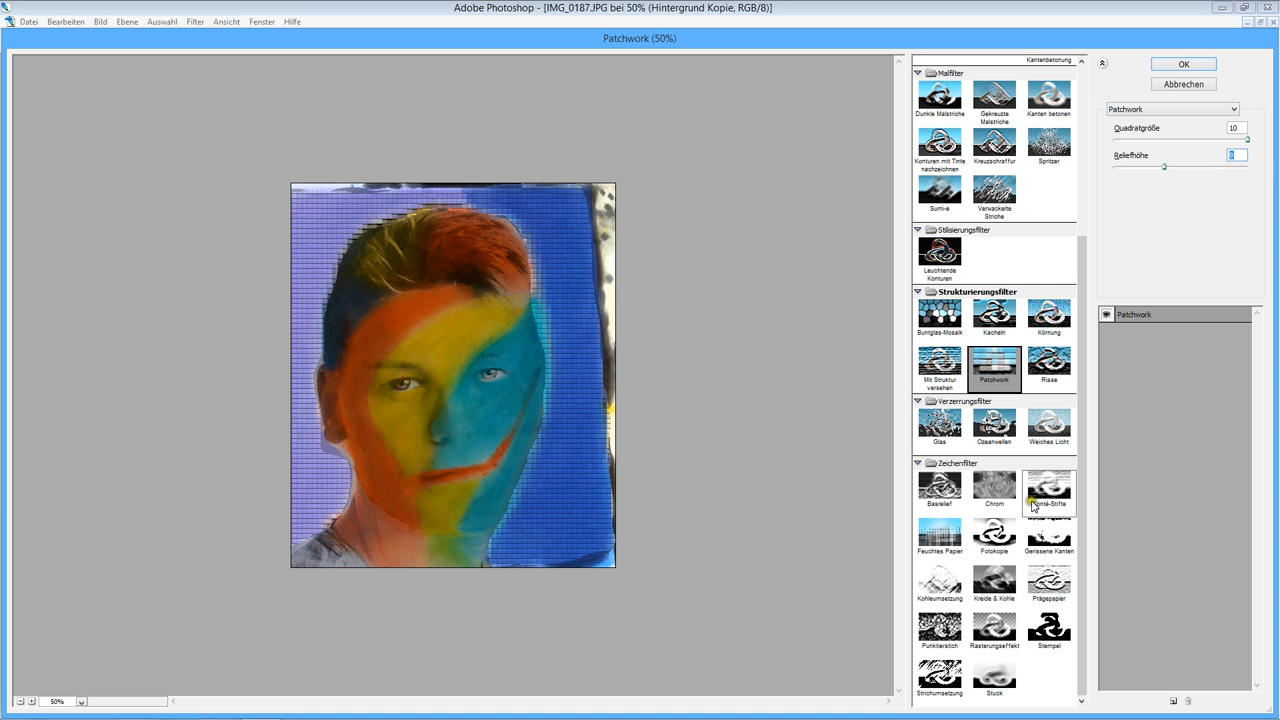 Adobe Photoshop - [IMG_0187.JPG bei 50% (Hintergrund Kopie, RGB/8)]
Datei Bearbeiten Bild Ebene Auswahl Filter Ansicht Fenster Hilfe
Patchwork (50%)
Kantenbetonung
Malfilter
Dunkle Malstriche
Gekreuzte Malstriche
Kanten betonen
Konturen mit Tinte nachzeichnen
Kreuzschraffur
Spritzer
Sumi-e
Verwackelte Striche
Stilisierungsfilter
Leuchtende Konturen
Strukturierungsfilter
Buntglas-Mosaik
Kacheln
Körnung
Mit Struktur versehen
Patchwork
Risse
Verzerrungsfilter
Glas
Ozeanwellen
Weiches Licht
Zeichenfilter
Basrelief
Chrom
Conté-Stifte
Feuchtes Papier
Fotokopie
Gerissene Kanten
Kohleumsetzung
Kreide & Kohle
Prägepapier
Punktierstich
Rasterungseffekt
Stempel
Strichumsetzung
Stuck
OK
Abbrechen
Patchwork
Quadratgröße 10
Reliefhöhe
Patchwork
50%